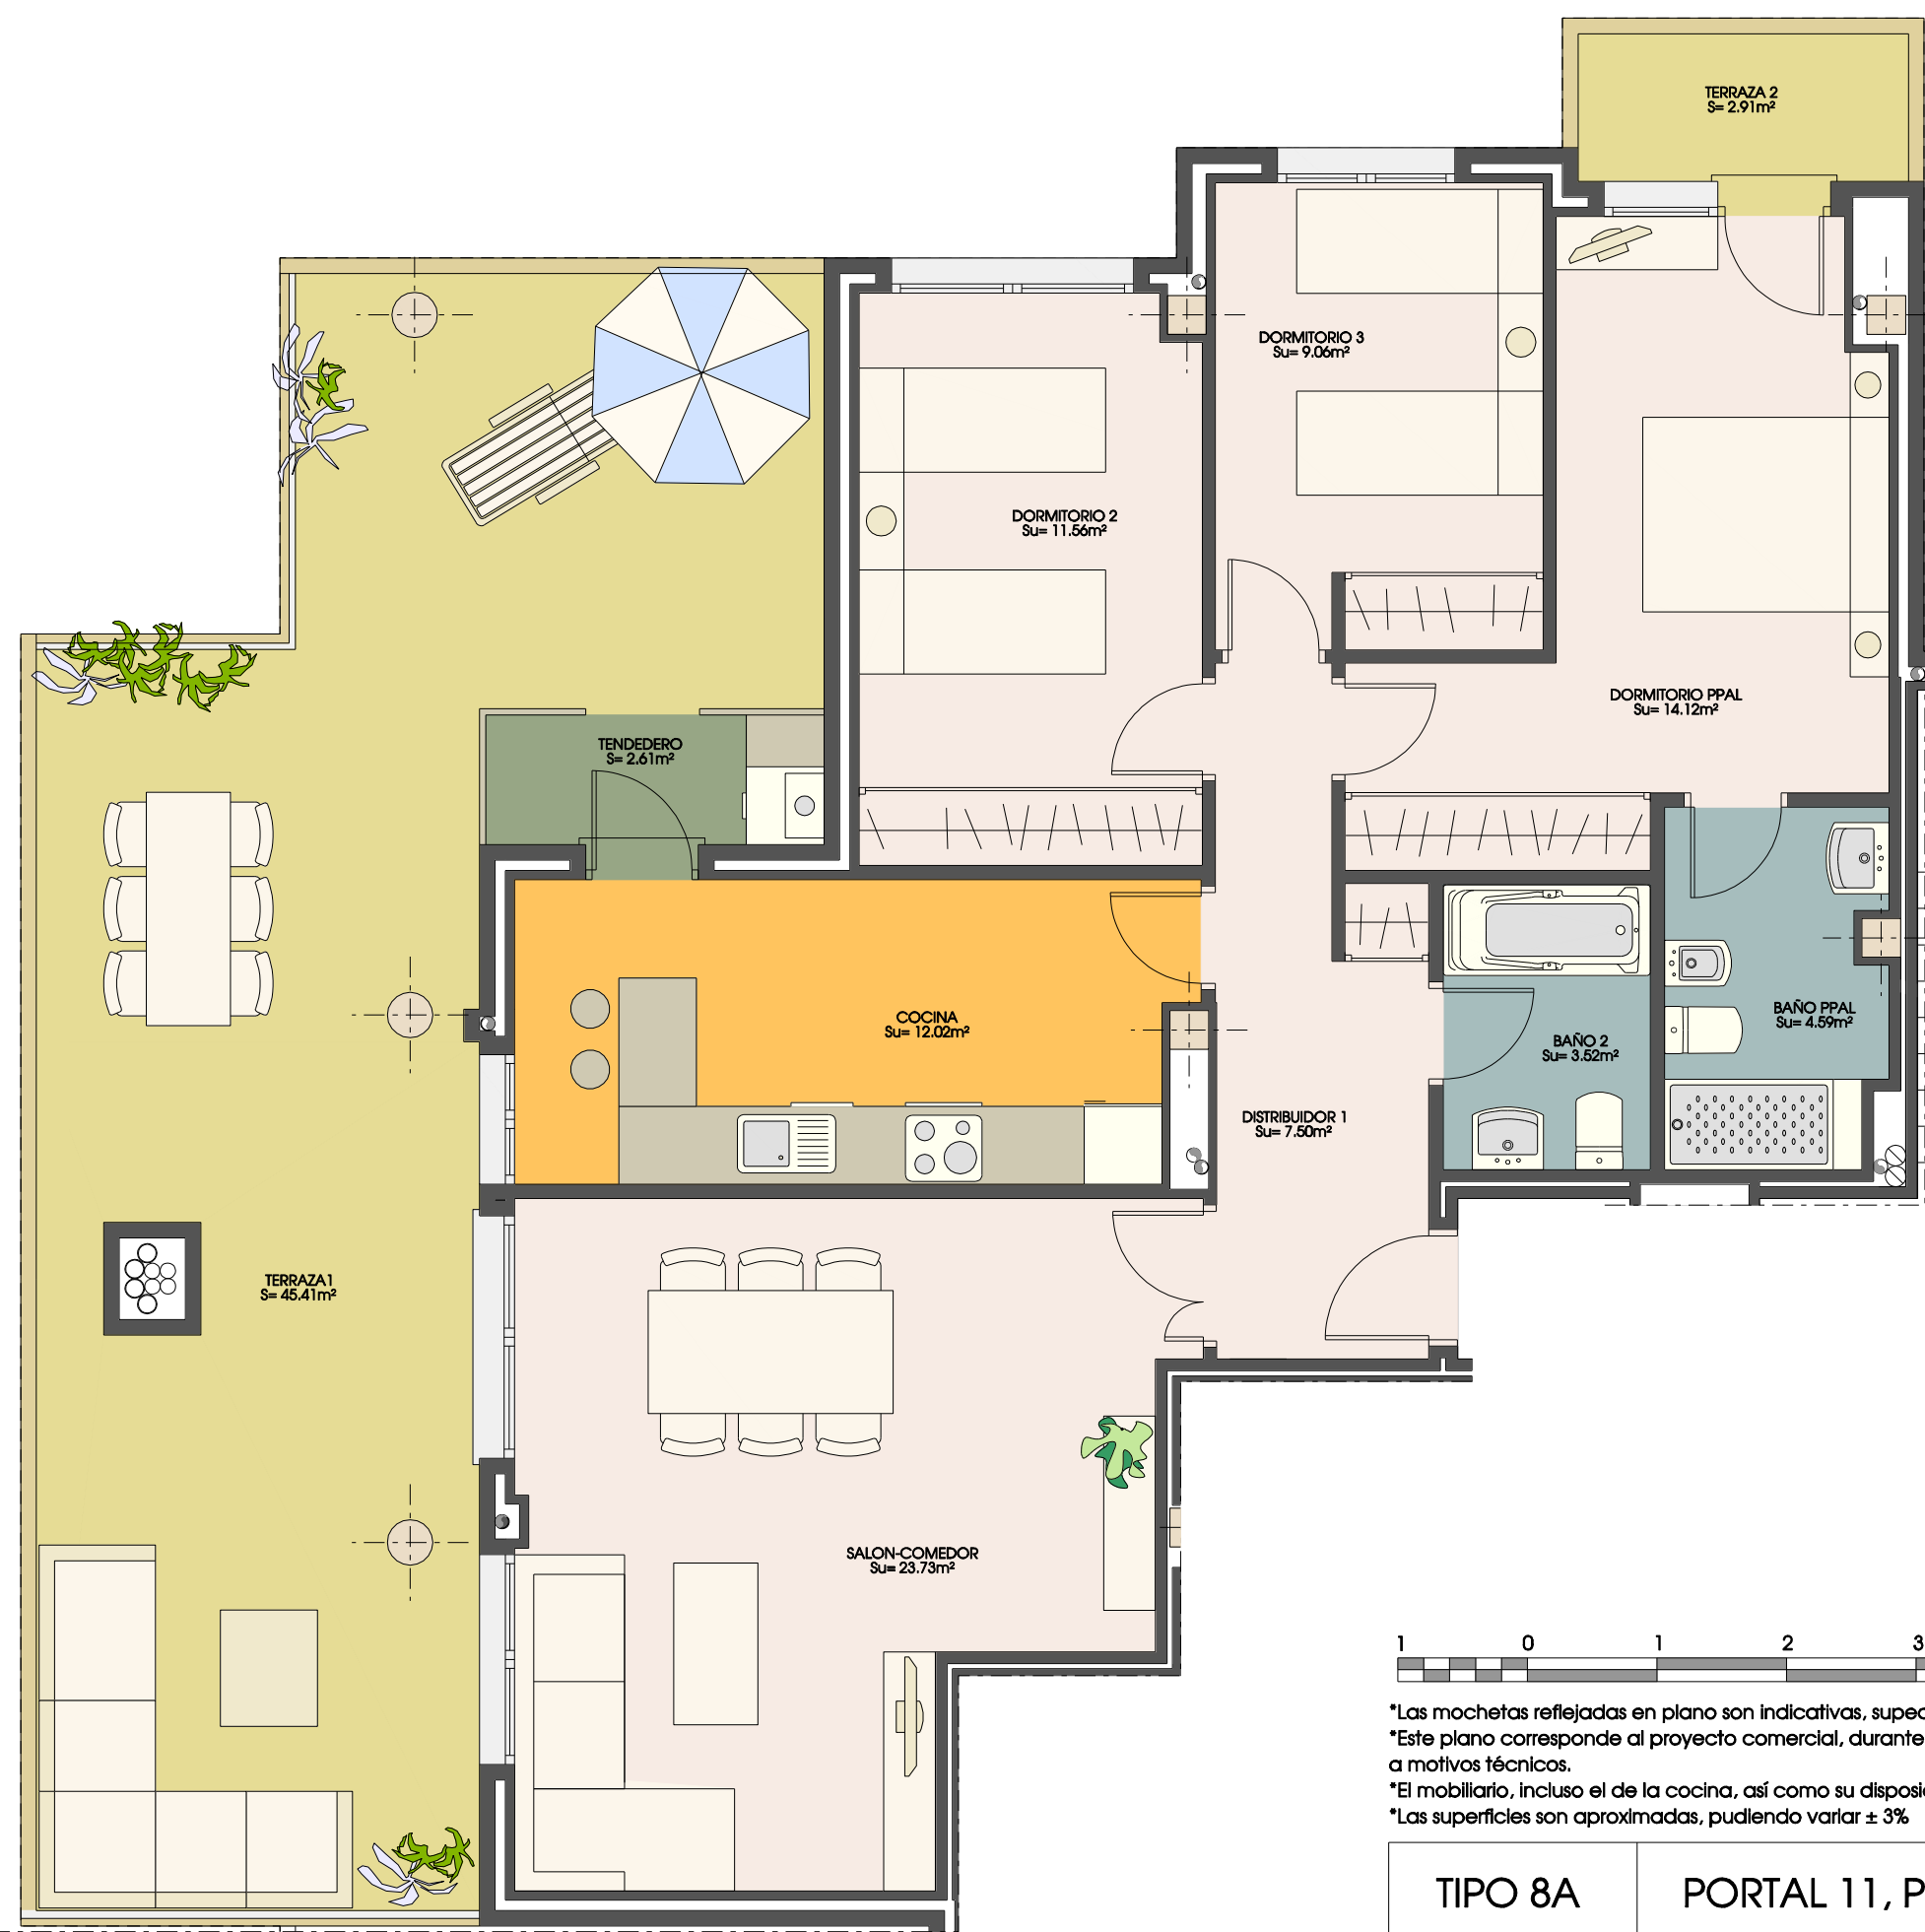 TERRAZA 2
S= 2.91m²
DORMITORIO 3
Su= 9.06m²
DORMITORIO 2
Su= 11.56m²
DORMITORIO PPAL
Su= 14.12m²
TENDEDERO
S= 2.61m²
COCINA
Su= 12.02m²
BAÑO PPAL
Su= 4.59m²
BAÑO 2
Su= 3.52m²
DISTRIBUIDOR 1
Su= 7.50m²
TERRAZA1
S= 45.41m²
SALON-COMEDOR
Su= 23.73m²
1 0 1 2 3
*Las mochetas reflejadas en plano son indicativas, suped
*Este plano corresponde al proyecto comercial, durante
a motivos técnicos.
*El mobiliario, incluso el de la cocina, así como su disposi
*Las superficies son aproximadas, pudiendo variar ± 3%
TIPO 8A
PORTAL 11, P